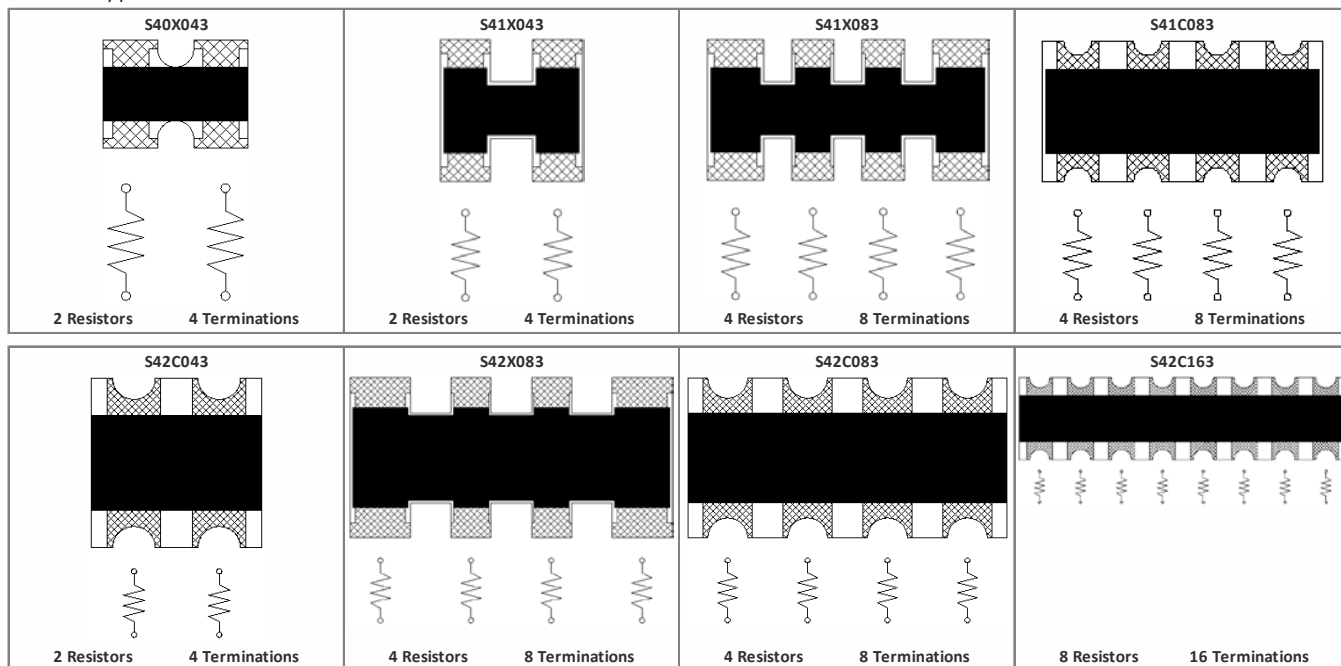 S40X043
S41X043
S41X083
S41C083
2 Resistors 4 Terminations
2 Resistors 4 Terminations
4 Resistors 8 Terminations
4 Resistors 8 Terminations
S42C043
S42X083
S42C083
S42C163
2 Resistors 4 Terminations
4 Resistors 8 Terminations
4 Resistors 8 Terminations
8 Resistors 16 Terminations